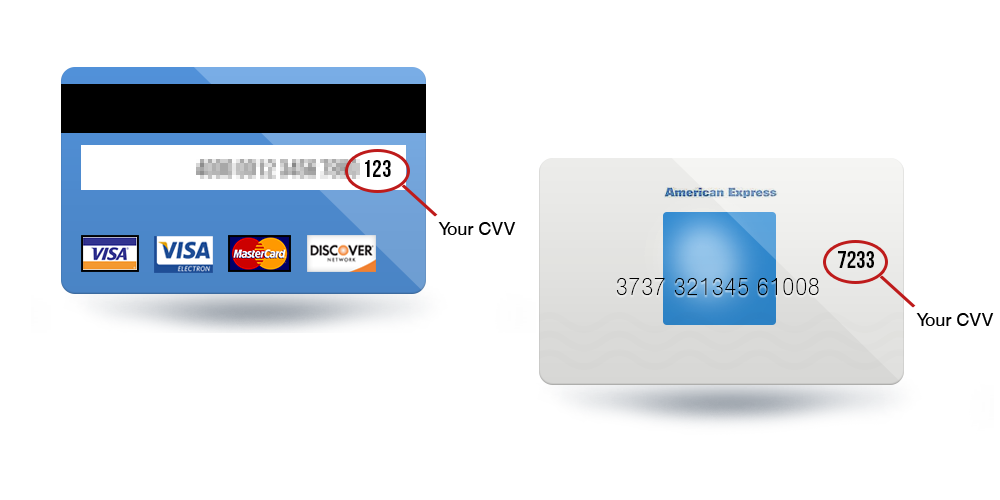 123
Your CVV
VISA
VISA
ELECTRON
MasterCard
DISCOVER
NETWORK
American Express
7233
3737 321345 61008
Your CVV